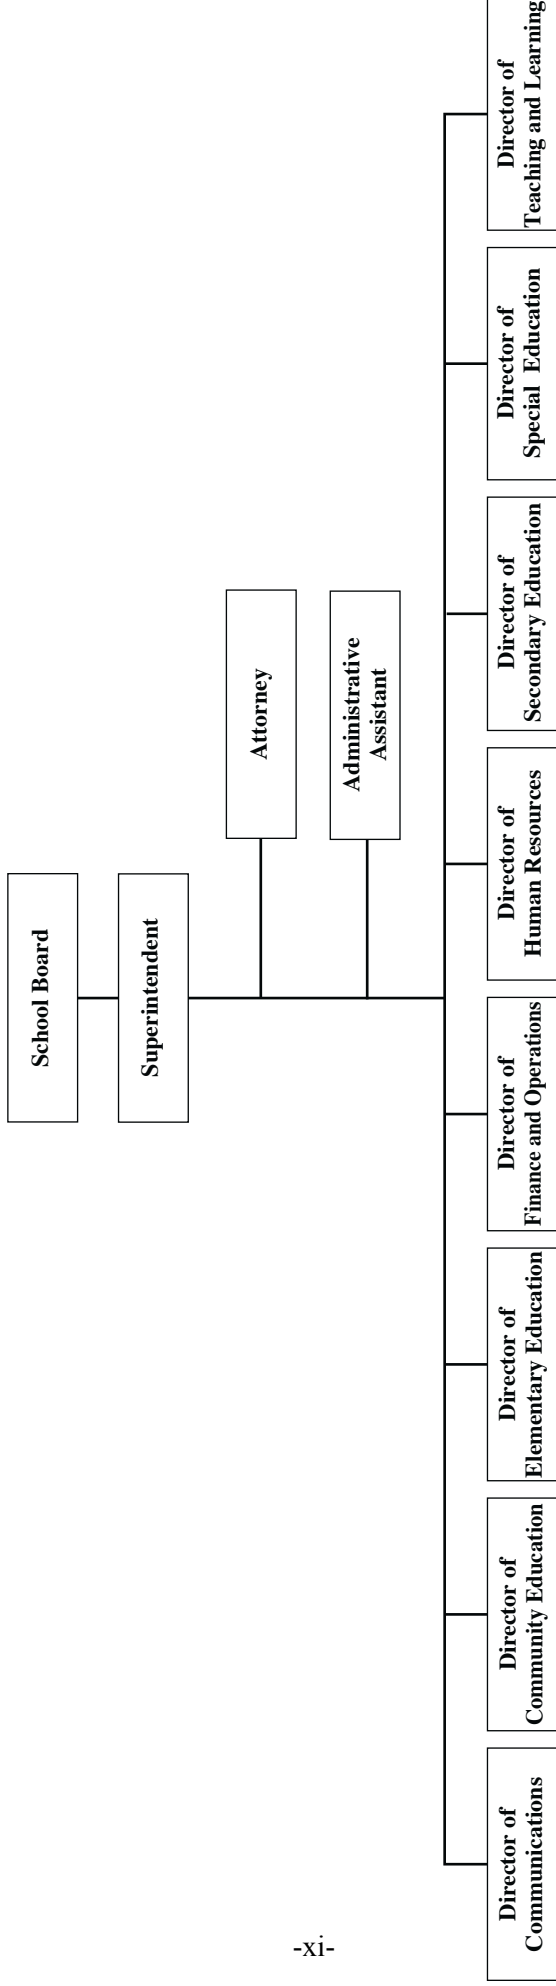 School Board
Superintendent
Attorney
Administrative
Assistant
Director of
Communications
Director of
Community Education
Director of
Elementary Education
Director of
Finance and Operations
Director of
Human Resources
Director of
Secondary Education
Director of
Special  Education
Director of
Teaching and Learning
-xi-